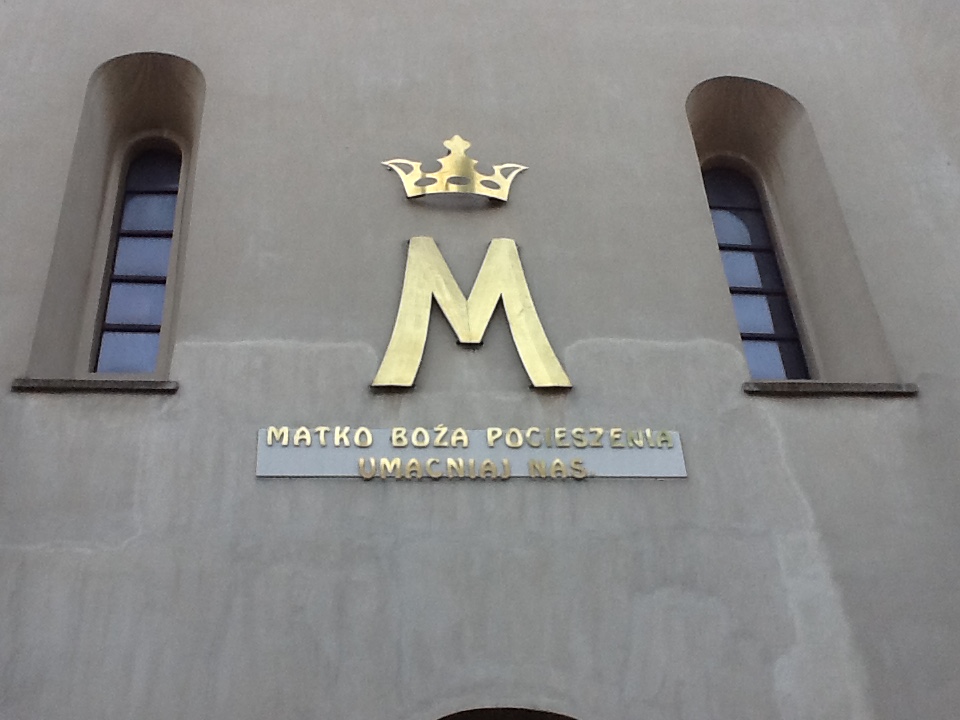 M
MATKO BOŻA POCIESZENIA
UMACNIAJ NAS.